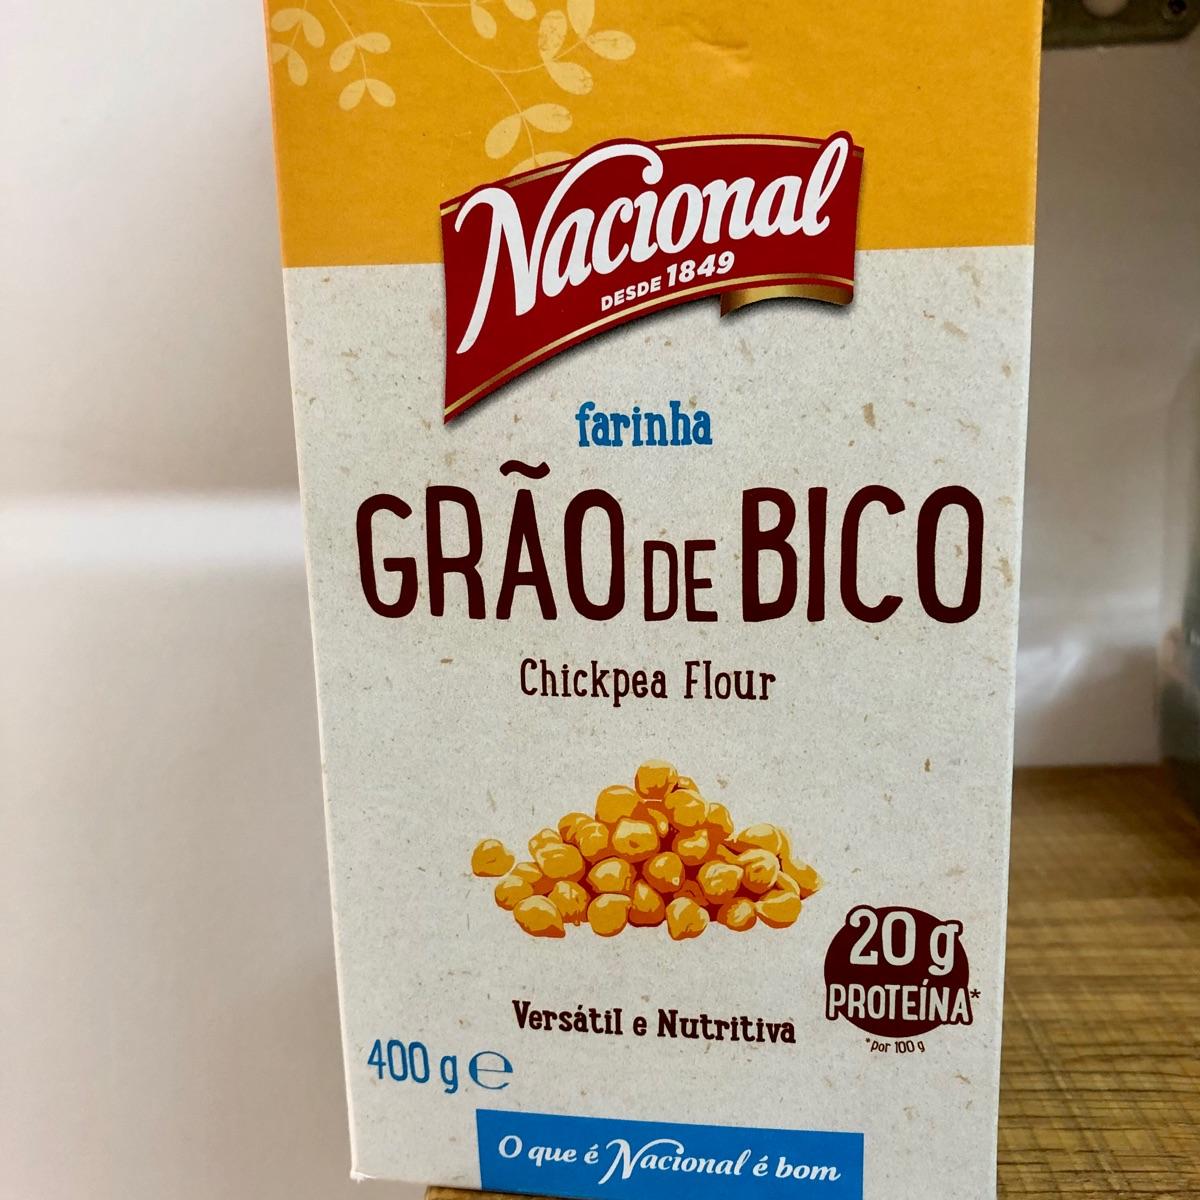 Nacional
DESDE 1849
farinha
GRÃO DE BICO
Chickpea Flour
20 g
PROTEÍNA*
*por 100 g
Versátil e Nutritiva
400 g ℮
O que é Nacional é bom